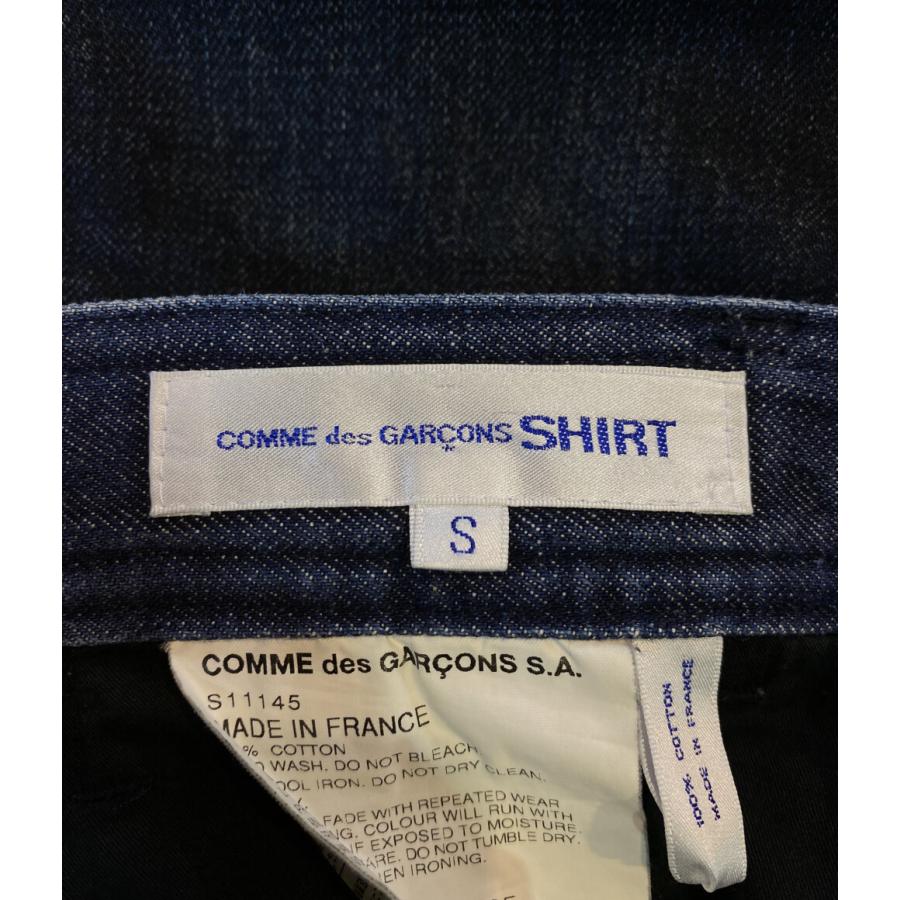 COMME des GARÇONS SHIRT
S
COMME des GARÇONS S.A.
S11145
MADE IN FRANCE
% COTTON
WASH. DO NOT BLEACH
IRON. DO NOT DRY CLEAN.
FADE WITH REPEATED WEAR
COLOUR WILL RUN WITH
IF EXPOSED TO MOISTURE.
DO NOT TUMBLE DRY.
IRONING.
100% COTTON
MADE IN FRANCE